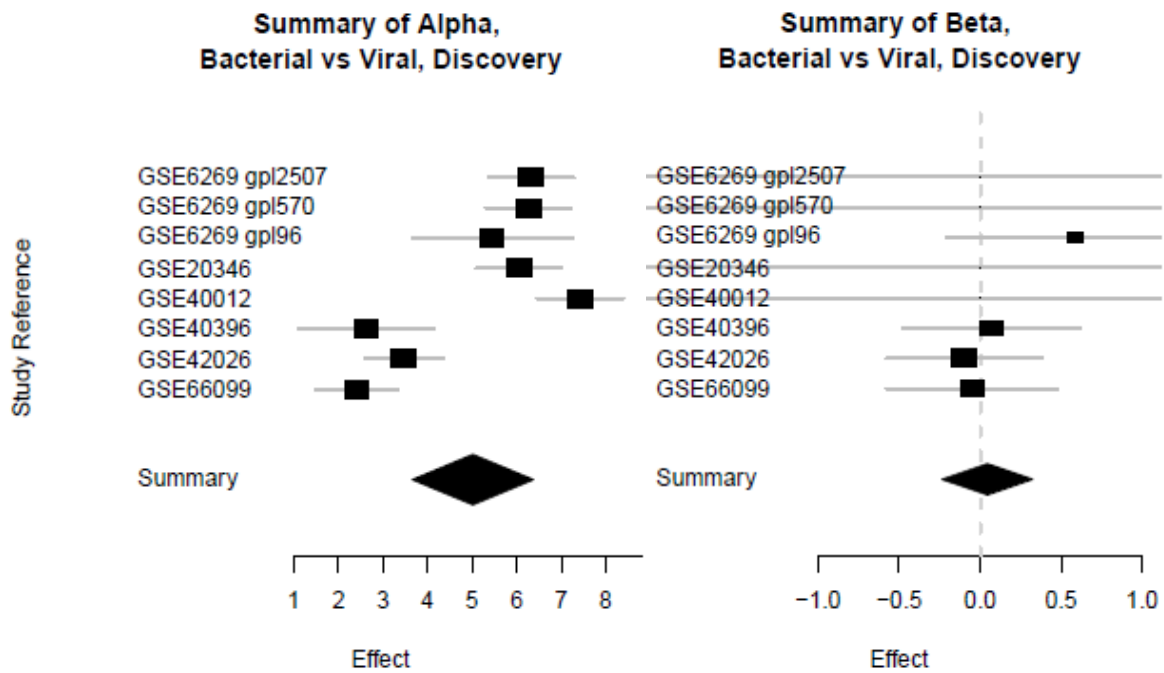 Summary of Alpha,
Bacterial vs Viral, Discovery
Study Reference
GSE6269 gpl2507
GSE6269 gpl570
GSE6269 gpl96
GSE20346
GSE40012
GSE40396
GSE42026
GSE66099
Summary
1 2 3 4 5 6 7 8
Effect
Summary of Beta,
Bacterial vs Viral, Discovery
GSE6269 gpl2507
GSE6269 gpl570
GSE6269 gpl96
GSE20346
GSE40012
GSE40396
GSE42026
GSE66099
Summary
−1.0 −0.5 0.0 0.5 1.0
Effect